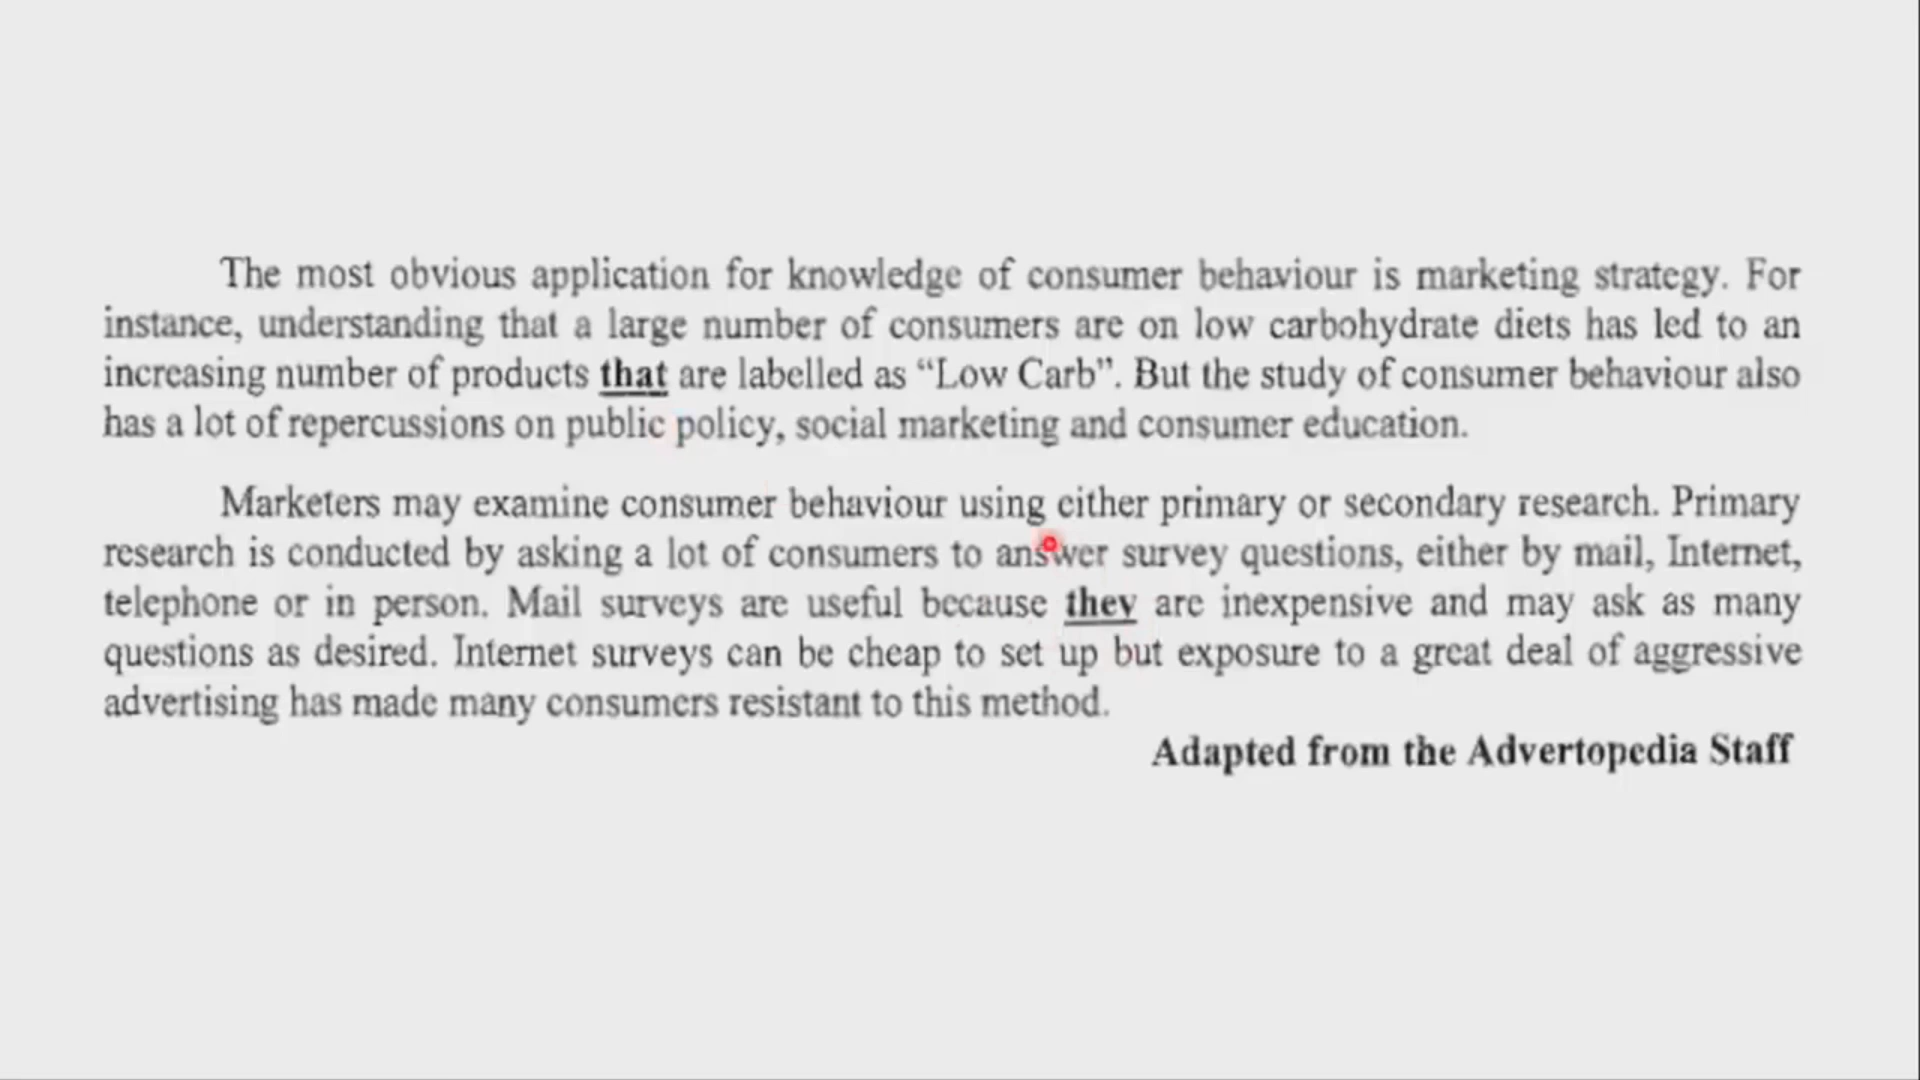 The most obvious application for knowledge of consumer behaviour is marketing strategy. For
instance, understanding that a large number of consumers are on low carbohydrate diets has led to an
increasing number of products that are labelled as “Low Carb”. But the study of consumer behaviour also
has a lot of repercussions on public policy, social marketing and consumer education.
Marketers may examine consumer behaviour using either primary or secondary research. Primary
research is conducted by asking a lot of consumers to answer survey questions, either by mail, Internet,
telephone or in person. Mail surveys are useful because they are inexpensive and may ask as many
questions as desired. Internet surveys can be cheap to set up but exposure to a great deal of aggressive
advertising has made many consumers resistant to this method.
Adapted from the Advertopedia Staff